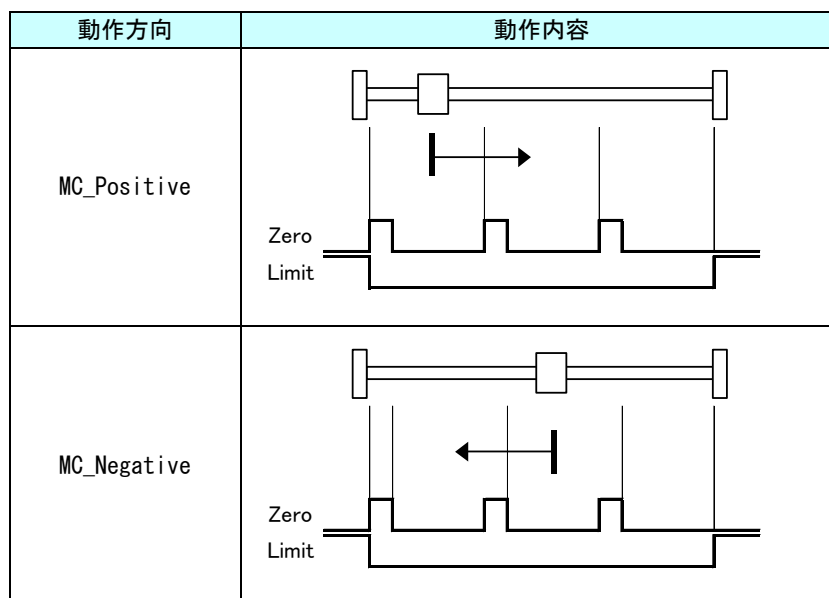 動作方向 動作内容
MC_Positive
Zero
Limit
MC_Negative
Zero
Limit